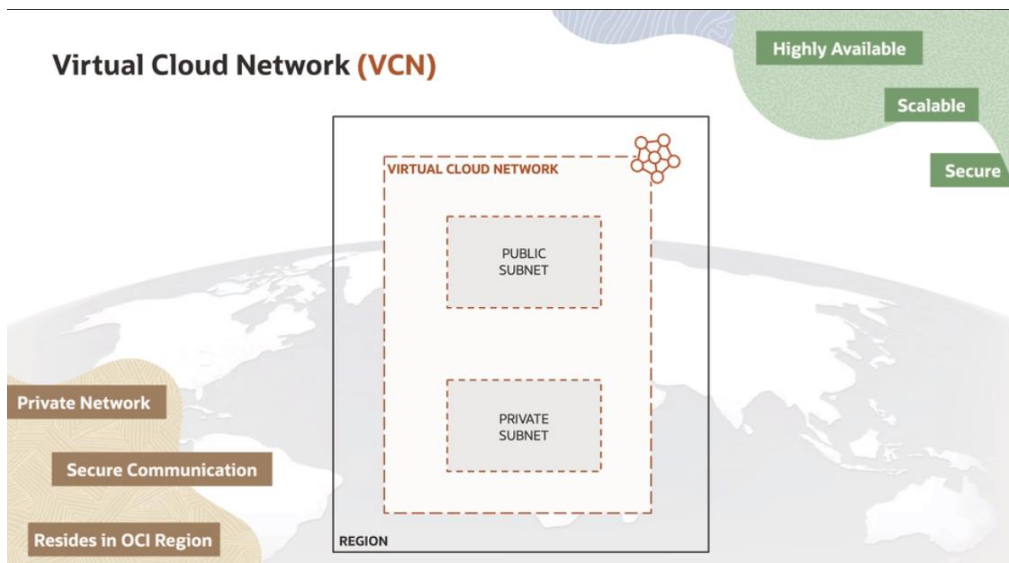 Virtual Cloud Network (VCN)
Highly Available
Scalable
Secure
VIRTUAL CLOUD NETWORK
PUBLIC
SUBNET
PRIVATE
SUBNET
REGION
Private Network
Secure Communication
Resides in OCI Region